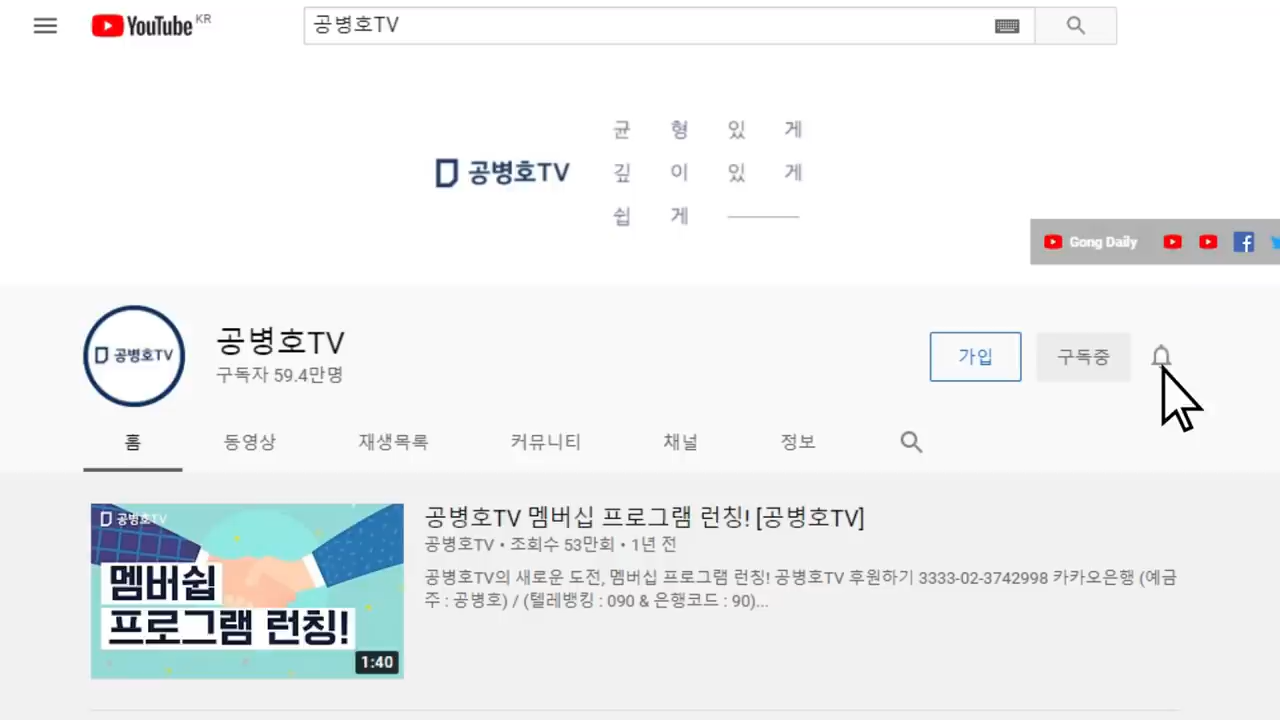 YouTube KR
공병호TV
균 형 있 게
공병호TV
깊 이 있 게
쉽 게
Gong Daily
공병호TV
공병호TV
구독자 59.4만명
가입
구독중
홈 동영상 재생목록 커뮤니티 채널 정보
공병호TV
멤버쉽
프로그램 런칭!
1:40
공병호TV 멤버십 프로그램 런칭! [공병호TV]
공병호TV • 조회수 53만회 • 1년 전
공병호TV의 새로운 도전, 멤버십 프로그램 런칭! 공병호TV 후원하기 3333-02-3742998 카카오은행 (예금
주 : 공병호) / (텔레뱅킹 : 090 & 은행코드 : 90)...